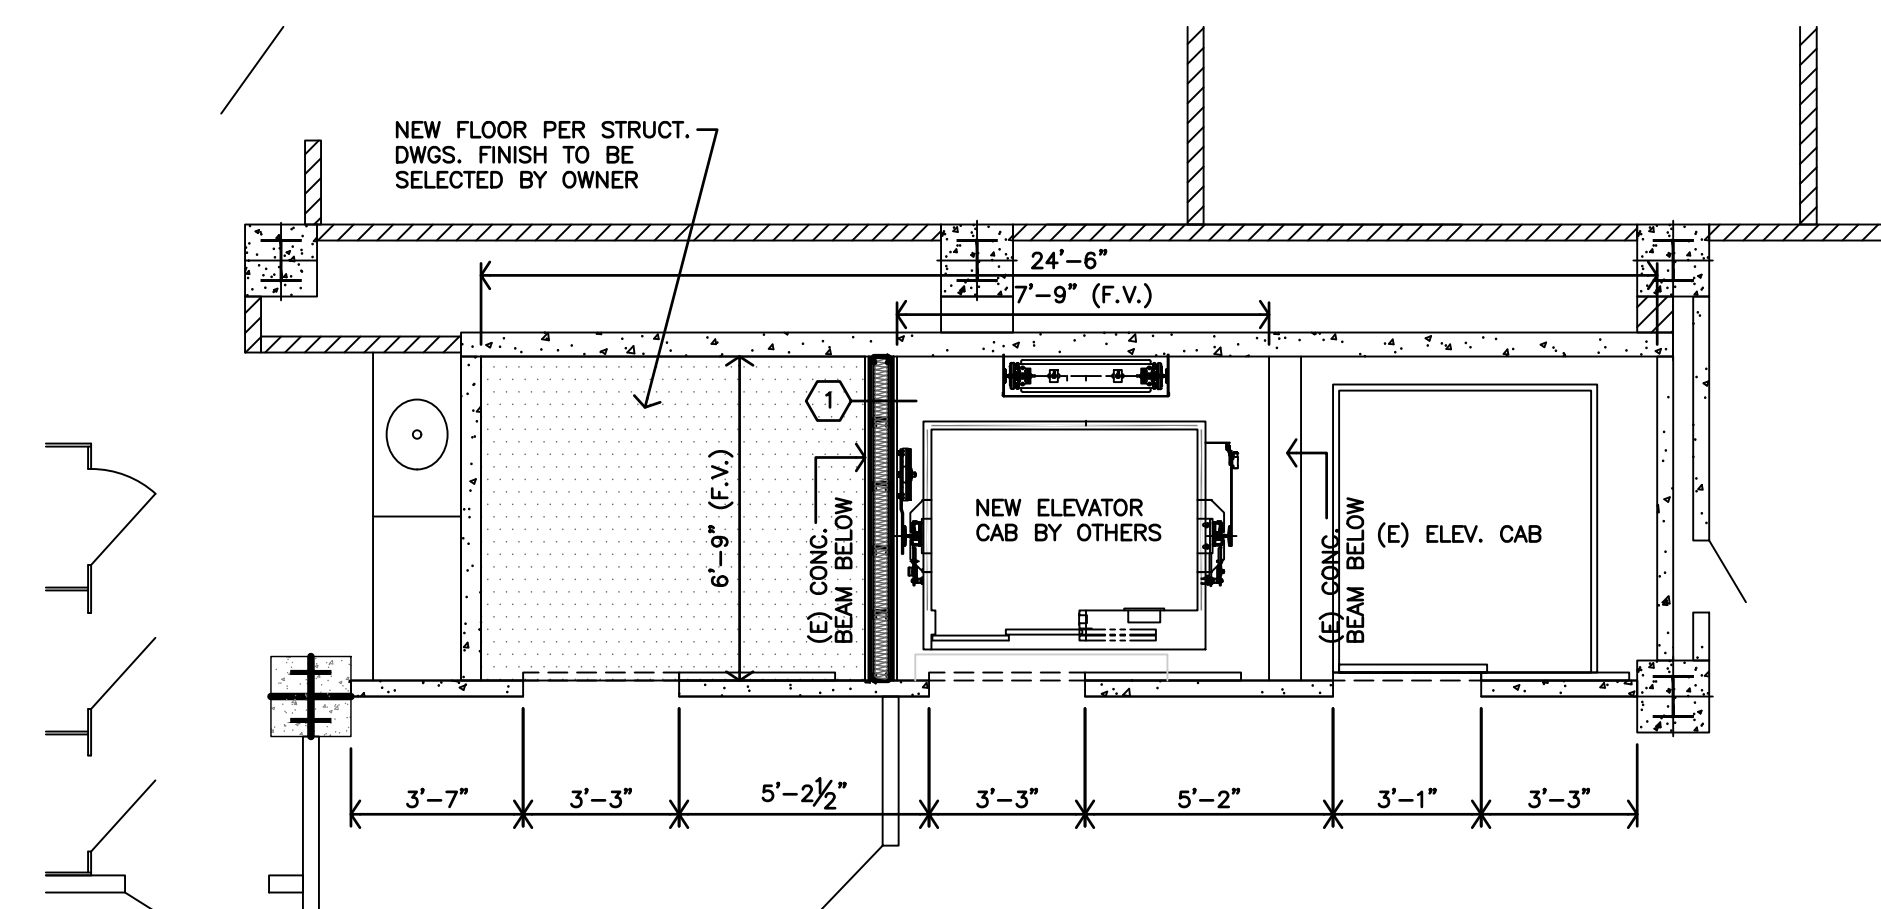 NEW FLOOR PER STRUCT.
DWGS. FINISH TO BE
SELECTED BY OWNER
24'-6"
7'-9" (F.V.)
1
6'-9" (F.V.)
(E) CONC.
BEAM BELOW
NEW ELEVATOR
CAB BY OTHERS
(E) CONC.
BEAM BELOW
(E) ELEV. CAB
3'-7"
3'-3"
5'-2½"
3'-3"
5'-2"
3'-1"
3'-3"